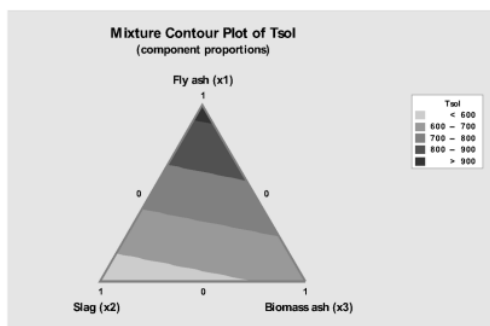 Mixture Contour Plot of Tsol
(component proportions)
Fly ash (x1)
1
Tsol
< 600
600 – 700
700 – 800
800 – 900
> 900
0
0
1
0
1
Slag (x2)
Biomass ash (x3)